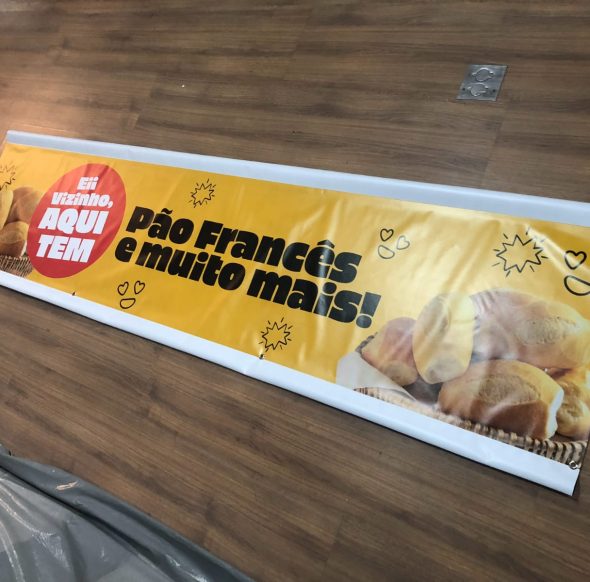 Eii
Vizinho,
AQUI
TEM
Pão Francês
e muito mais!